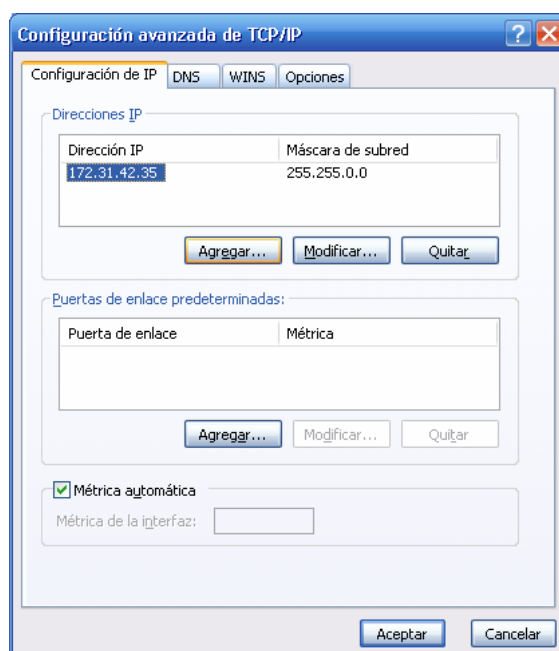 Configuración avanzada de TCP/IP
Configuración de IP DNS WINS Opciones
Direcciones IP
Dirección IP Máscara de subred
172.31.42.35 255.255.0.0
Agregar... Modificar... Quitar
Puertas de enlace predeterminadas:
Puerta de enlace Métrica
Agregar... Modificar... Quitar
Métrica automática
Métrica de la interfaz:
Aceptar Cancelar